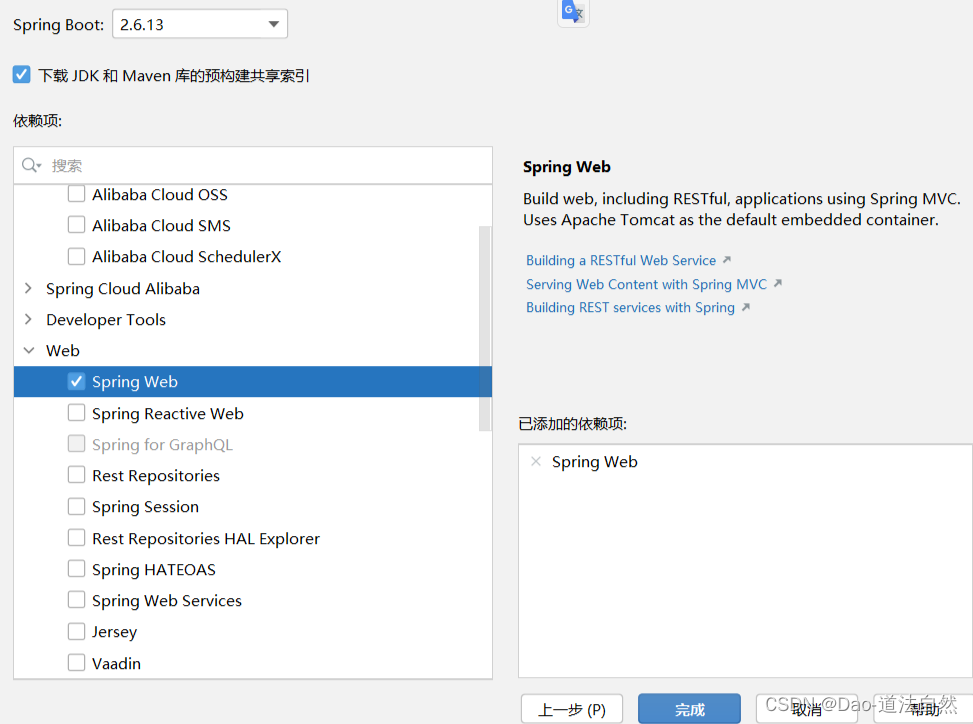 Spring Boot: 2.6.13
下载 JDK 和 Maven 库的预构建共享索引
依赖项:
搜索
Alibaba Cloud OSS
Alibaba Cloud SMS
Alibaba Cloud SchedulerX
Spring Cloud Alibaba
Developer Tools
Web
Spring Web
Spring Reactive Web
Spring for GraphQL
Rest Repositories
Spring Session
Rest Repositories HAL Explorer
Spring HATEOAS
Spring Web Services
Jersey
Vaadin
Spring Web
Build web, including RESTful, applications using Spring MVC.
Uses Apache Tomcat as the default embedded container.
Building a RESTful Web Service
Serving Web Content with Spring MVC
Building REST services with Spring
已添加的依赖项:
Spring Web
上一步 (P) 完成 取消 帮助
CSDN @Dao-道法自然